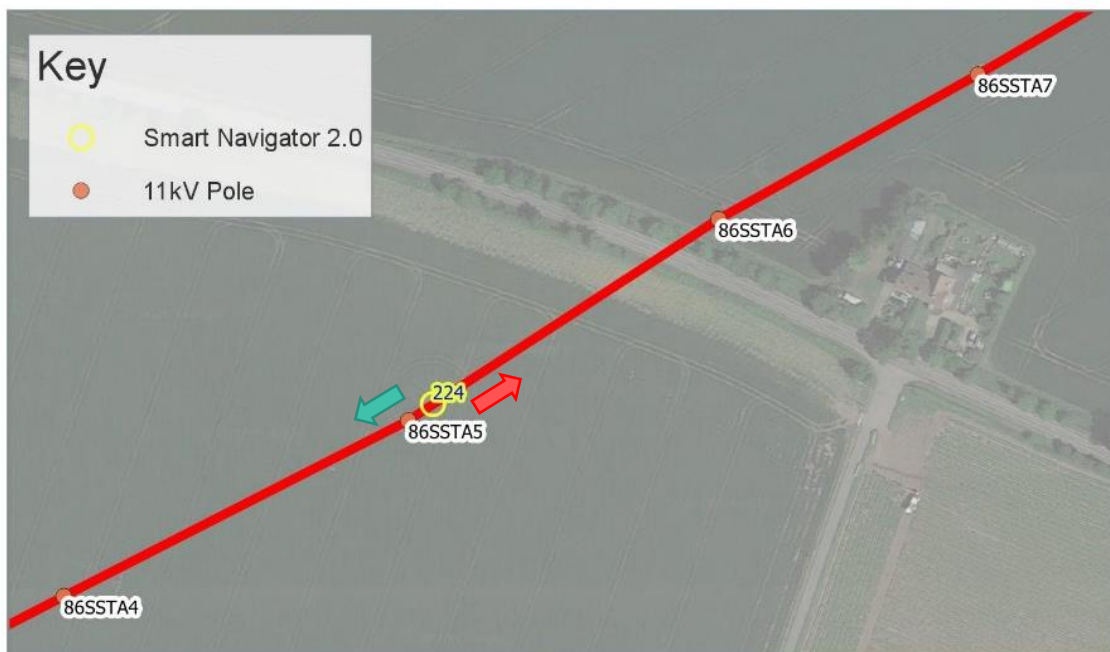 Key
Smart Navigator 2.0
11kV Pole
86SSTA7
86SSTA6
224
86SSTA5
86SSTA4